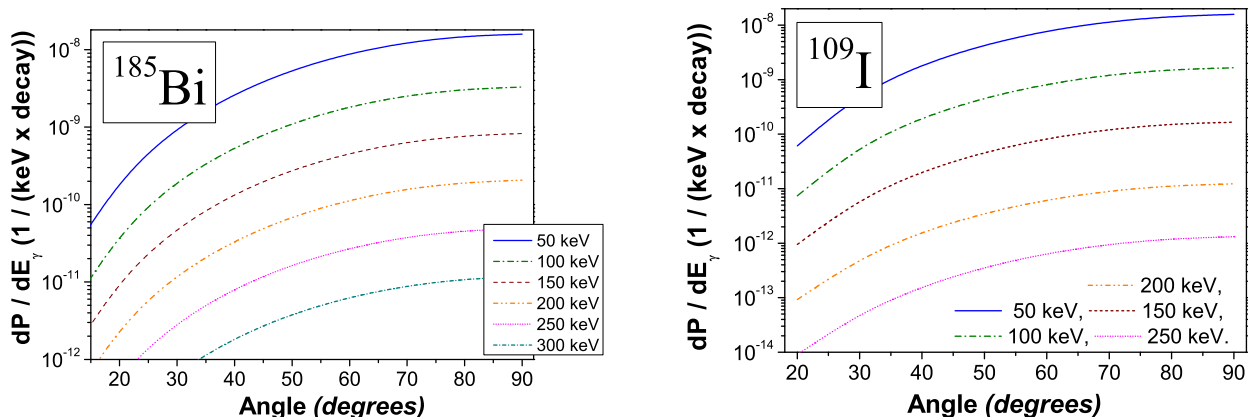 dP / dE_γ (1 / (keV x decay))
10^-8
10^-9
10^-10
10^-11
10^-12
^185Bi
50 keV
100 keV
150 keV
200 keV
250 keV
300 keV
20 30 40 50 60 70 80 90
Angle (degrees)
dP / dE_γ (1 / (keV x decay))
10^-8
10^-9
10^-10
10^-11
10^-12
10^-13
10^-14
^109I
200 keV,
50 keV, 150 keV,
100 keV, 250 keV.
20 30 40 50 60 70 80 90
Angle (degrees)